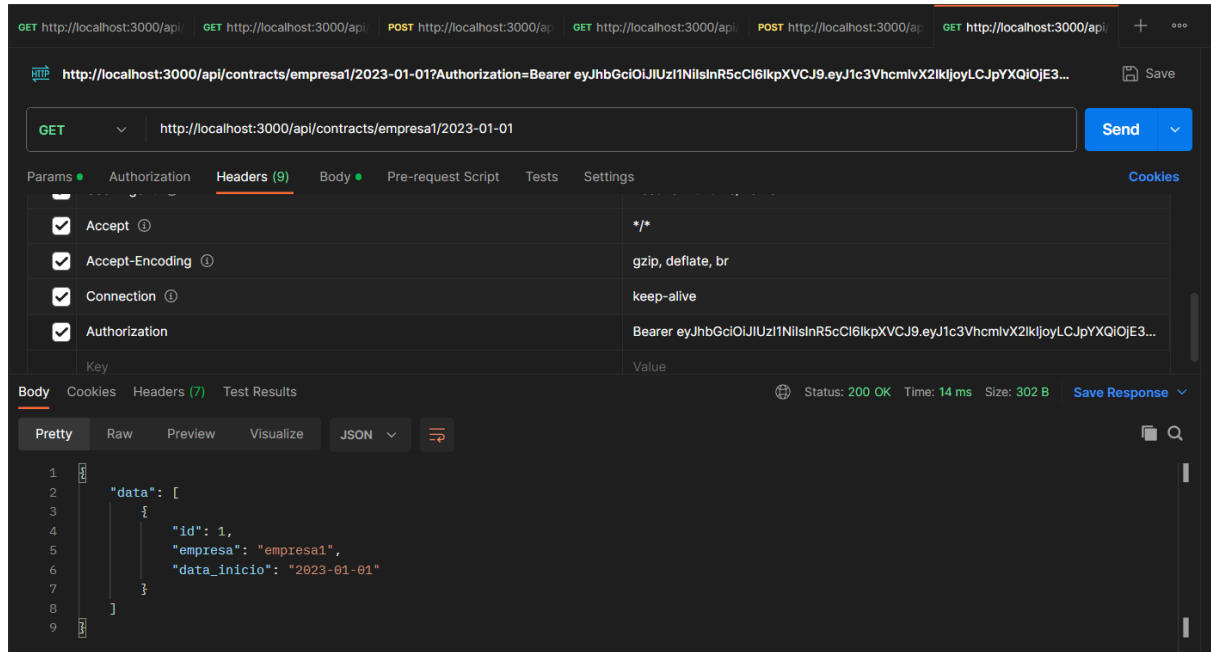 GET http://localhost:3000/api/ GET http://localhost:3000/api/ POST http://localhost:3000/ap GET http://localhost:3000/api/ POST http://localhost:3000/ap GET http://localhost:3000/api/
HTTP http://localhost:3000/api/contracts/empresa1/2023-01-01?Authorization=Bearer eyJhbGciOiJIUzI1NiIsInR5cCI6IkpXVCJ9.eyJ1c3VhcmlvX2lkIjoyLCJpYXQiOjE3... Save
GET http://localhost:3000/api/contracts/empresa1/2023-01-01 Send
Params Authorization Headers (9) Body Pre-request Script Tests Settings Cookies
Accept */*
Accept-Encoding gzip, deflate, br
Connection keep-alive
Authorization Bearer eyJhbGciOiJIUzI1NiIsInR5cCI6IkpXVCJ9.eyJ1c3VhcmlvX2lkIjoyLCJpYXQiOjE3...
Key Value
Body Cookies Headers (7) Test Results Status: 200 OK Time: 14 ms Size: 302 B Save Response
Pretty Raw Preview Visualize JSON
1 {
2 "data": [
3 {
4 "id": 1,
5 "empresa": "empresa1",
6 "data_inicio": "2023-01-01"
7 }
8 ]
9 }